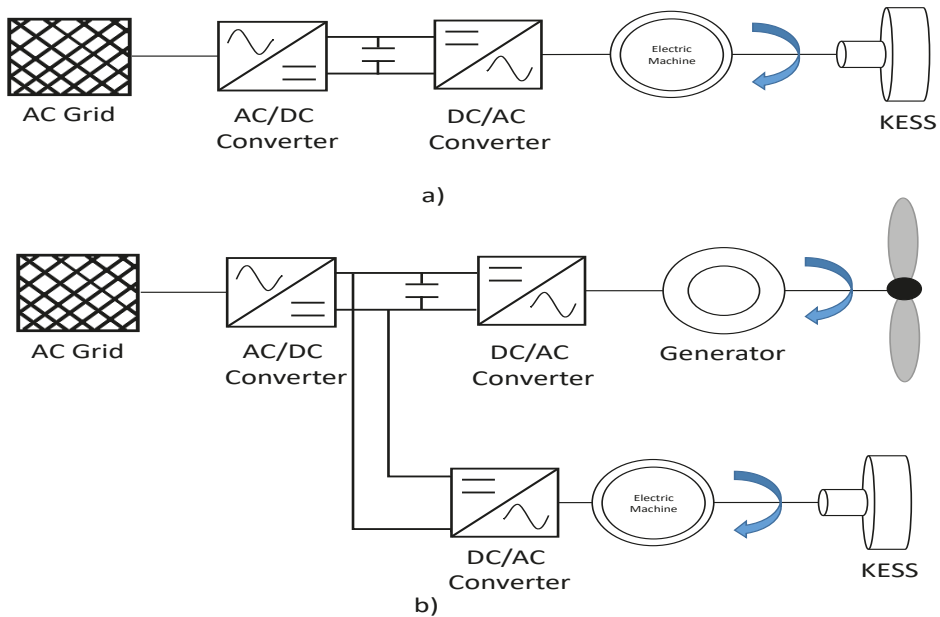 AC Grid
AC/DC
Converter
DC/AC
Converter
Electric
Machine
KESS
a)
AC Grid
AC/DC
Converter
DC/AC
Converter
Generator
DC/AC
Converter
Electric
Machine
KESS
b)